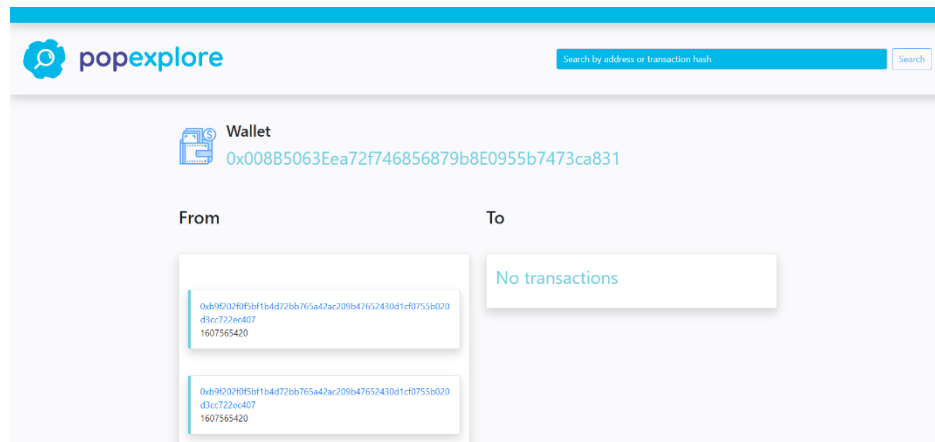 popexplore
Search by address or transaction hash
Search
Wallet
0x008B5063Eea72f746856879b8E0955b7473ca831
From
To
0xb9f202f0f5bf1b4d72bb765a42ac209b47652430d1cf0755b020
d3cc722ec407
1607565420
0xb9f202f0f5bf1b4d72bb765a42ac209b47652430d1cf0755b020
d3cc722ec407
1607565420
No transactions